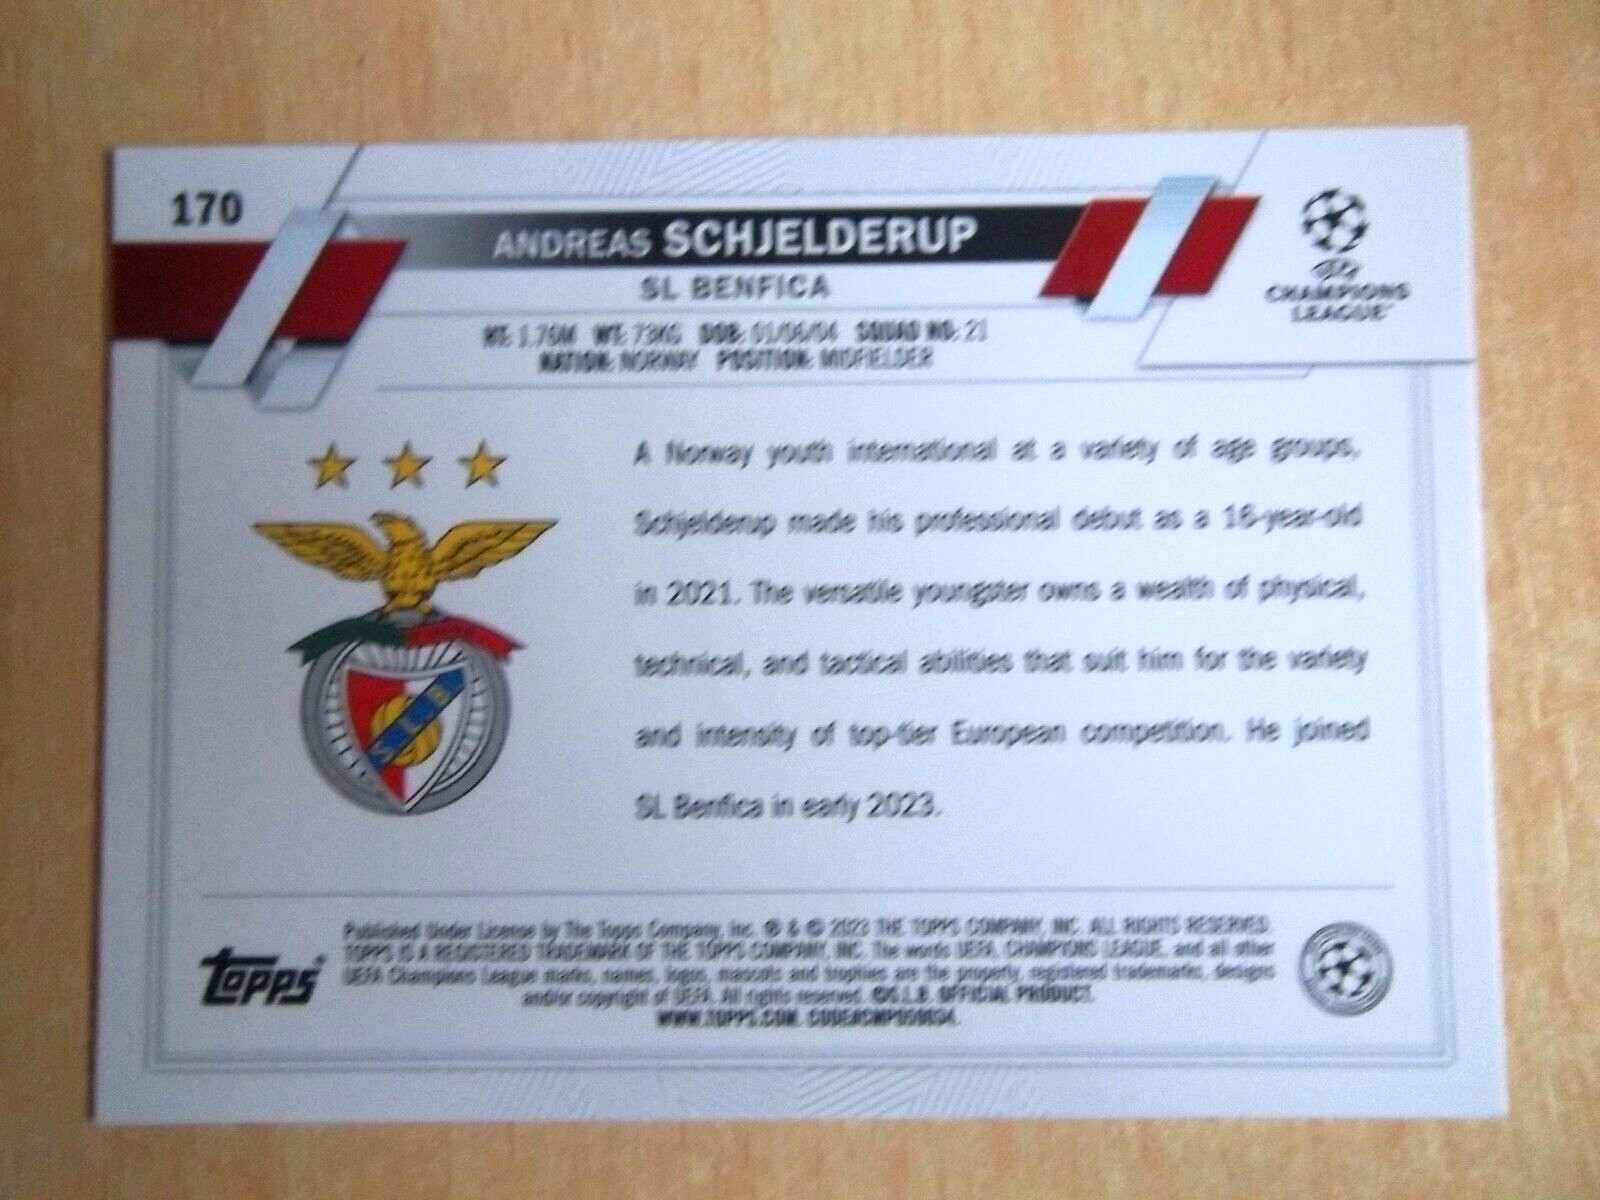 170
ANDREAS SCHJELDERUP
SL BENFICA
CHAMPIONS
LEAGUE
HT: 1.76M WT: 73KG DOB: 01/06/04 SQUAD NO: 21
NATION: NORWAY POSITION: MIDFIELDER
A Norway youth international at a variety of age groups,
Schjelderup made his professional debut as a 16-year-old
in 2021. The versatile youngster owns a wealth of physical,
technical, and tactical abilities that suit him for the variety
and intensity of top-tier European competition. He joined
SL Benfica in early 2023.
S L B
topps
Published Under License by The Topps Company, Inc. ® & © 2023 THE TOPPS COMPANY, INC. ALL RIGHTS RESERVED.
TOPPS IS A REGISTERED TRADEMARK OF THE TOPPS COMPANY, INC. The words UEFA, CHAMPIONS LEAGUE, and all other
UEFA Champions League marks, names, logos, mascots and trophies are the property, registered trademarks, designs
and/or copyright of UEFA. All rights reserved. ©S.L.B. OFFICIAL PRODUCT.
WWW.TOPPS.COM.